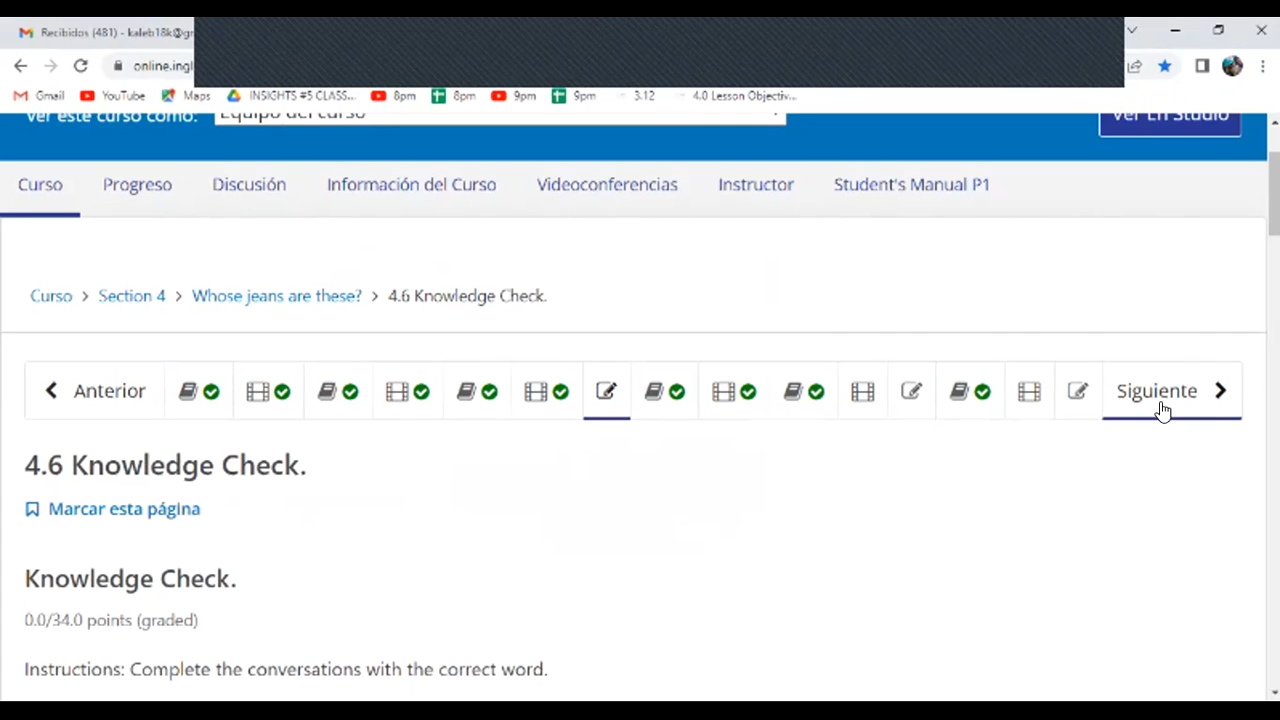 Recibidos (481) - kaleb18k@gr
online.ingl
Gmail YouTube Maps INSIGHTS #5 CLASS... 8pm 8pm 9pm 9pm 3.12 4.0 Lesson Objectiv...
Ver este curso como: Equipo del curso Ver En Studio
Curso Progreso Discusión Información del Curso Videoconferencias Instructor Student's Manual P1
Curso > Section 4 > Whose jeans are these? > 4.6 Knowledge Check.
Anterior Siguiente
4.6 Knowledge Check.
Marcar esta página
Knowledge Check.
0.0/34.0 points (graded)
Instructions: Complete the conversations with the correct word.